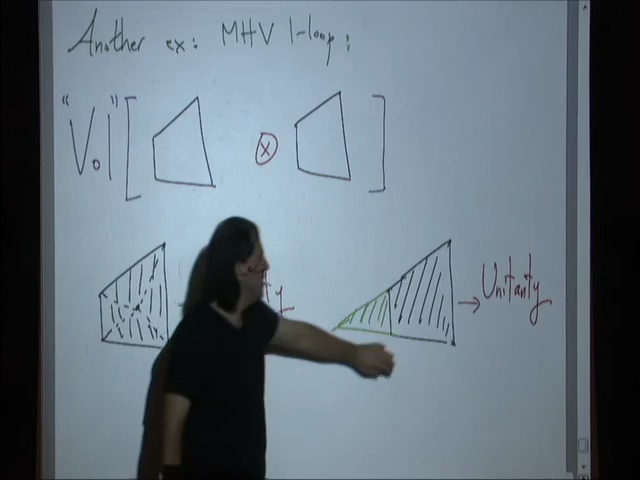 Another ex: MHV 1-loop:
"Vol" [ ⊗ ]
→ Unitarity